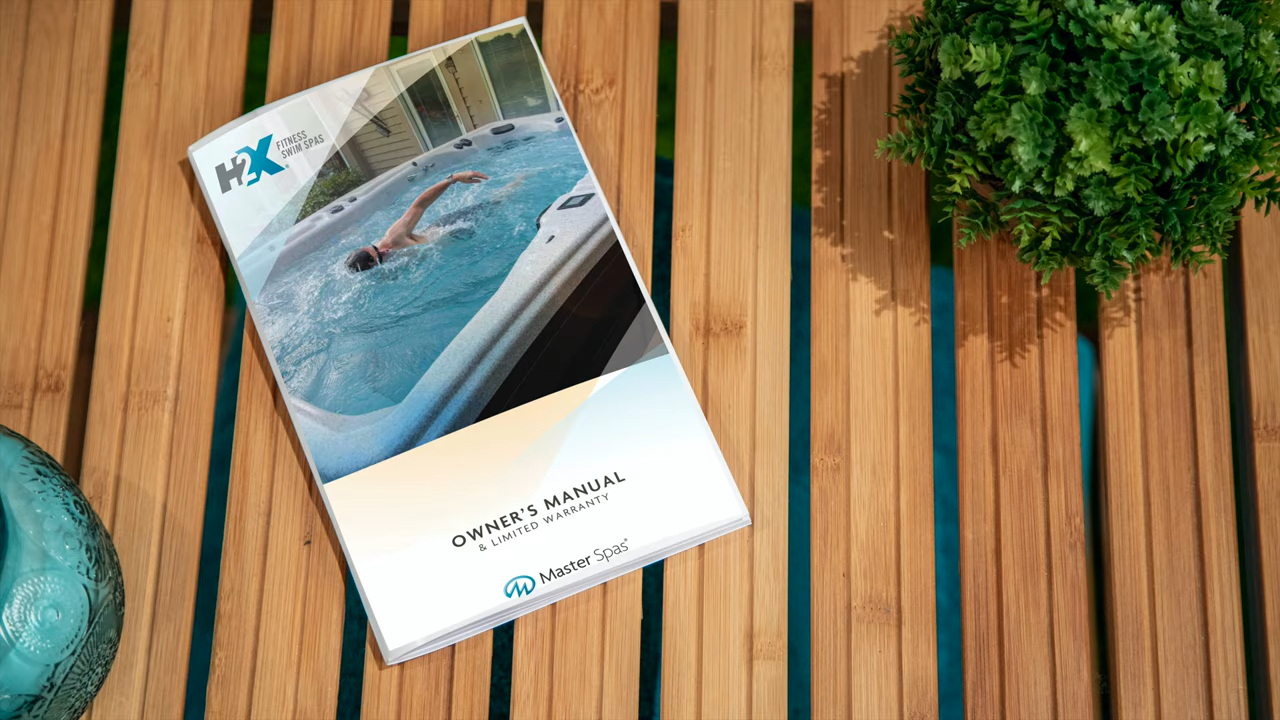 H2X®
FITNESS
SWIM SPAS
OWNER'S MANUAL
& LIMITED WARRANTY
Master Spas®